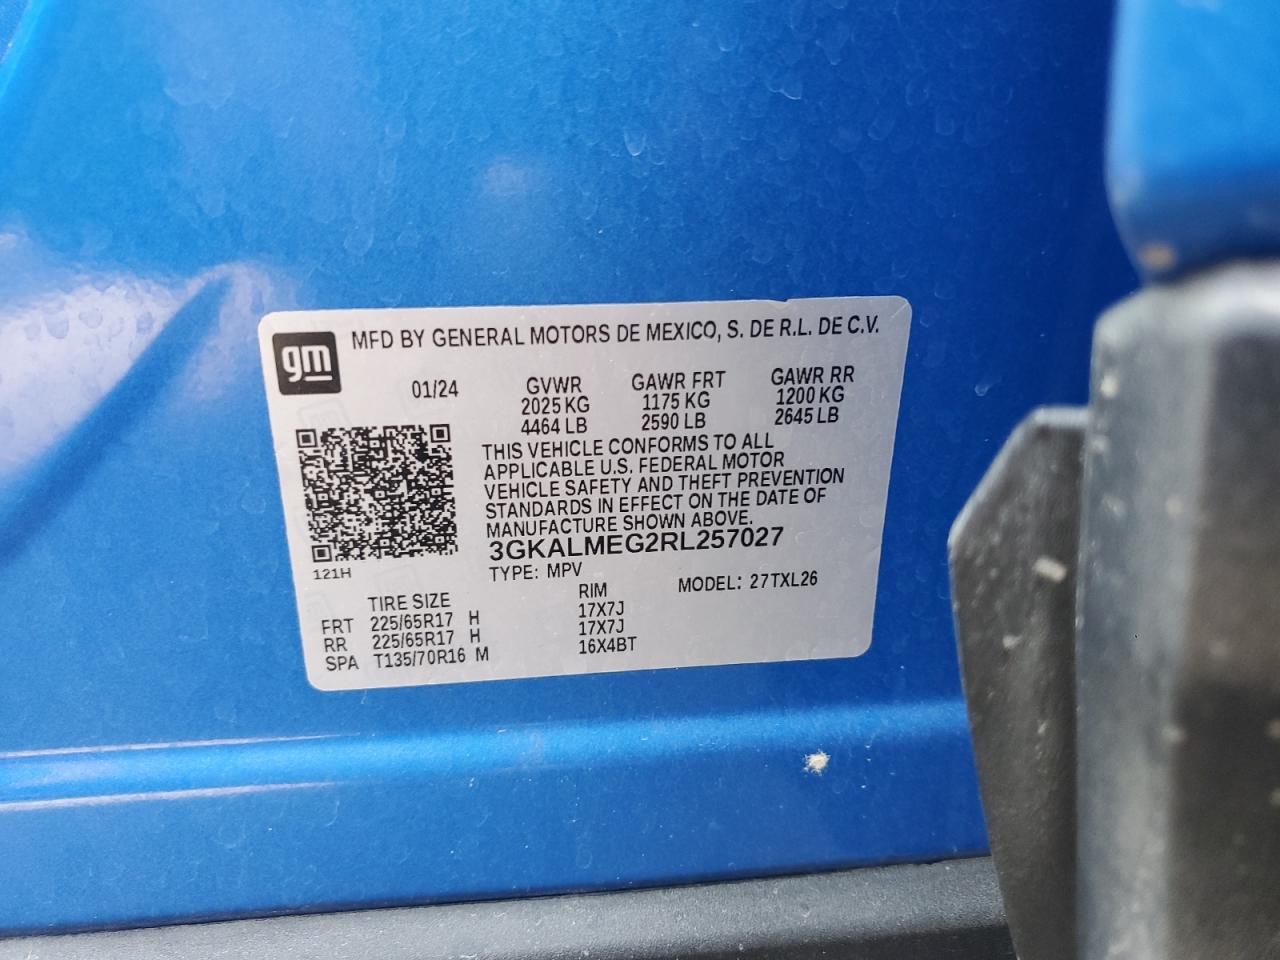 gm
MFD BY GENERAL MOTORS DE MEXICO, S. DE R.L. DE C.V.
01/24 GVWR GAWR FRT GAWR RR
2025 KG 1175 KG 1200 KG
4464 LB 2590 LB 2645 LB
THIS VEHICLE CONFORMS TO ALL
APPLICABLE U.S. FEDERAL MOTOR
VEHICLE SAFETY AND THEFT PREVENTION
STANDARDS IN EFFECT ON THE DATE OF
MANUFACTURE SHOWN ABOVE.
3GKALMEG2RL257027
121H
TYPE: MPV MODEL: 27TXL26
TIRE SIZE RIM
FRT 225/65R17 H 17X7J
RR 225/65R17 H 17X7J
SPA T135/70R16 M 16X4BT